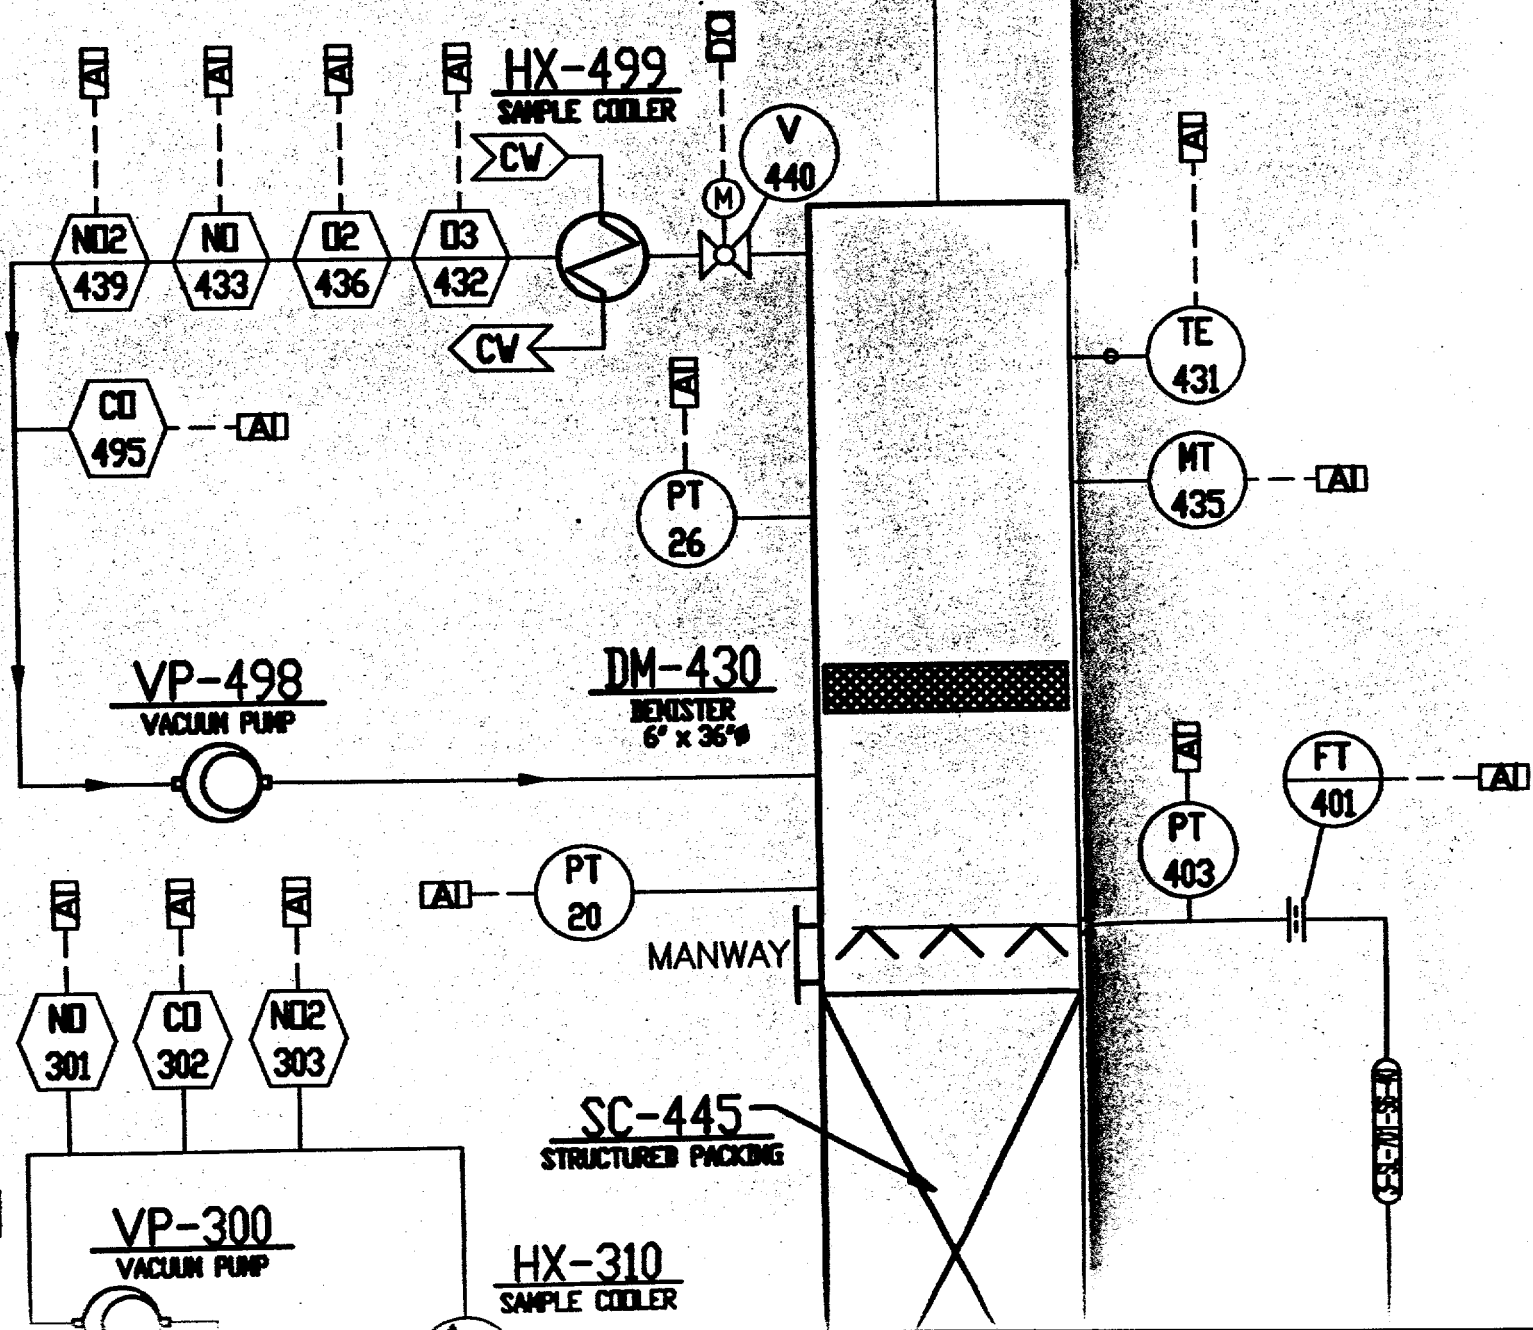 AI
AI
AI
AI
HX-499
SAMPLE COOLER
DO
CW
V
440
M
AI
NO2
439
NO
433
O2
436
O3
432
CW
TE
431
AI
CO
495
AI
PT
26
MT
435
AI
VP-498
VACUUM PUMP
DM-430
DEMISTER
6" x 36"Ø
AI
FT
401
AI
PT
403
AI
PT
20
MANWAY
AI
AI
AI
NO
301
CO
302
NO2
303
SC-445
STRUCTURED PACKING
VP-300
VACUUM PUMP
HX-310
SAMPLE COOLER